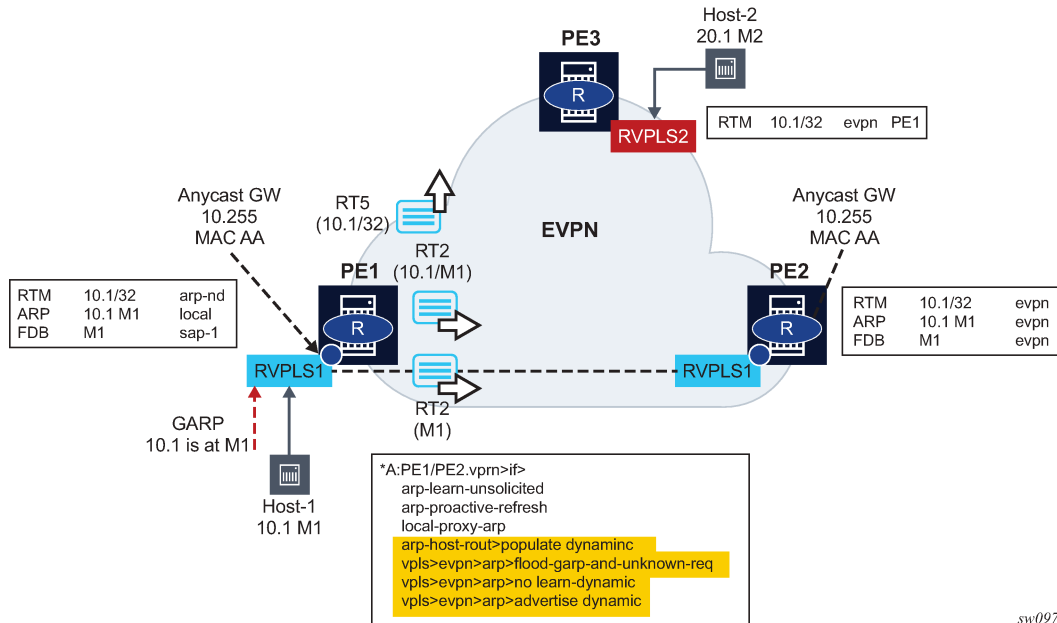 Host-2
20.1 M2
PE3
R
RVPLS2
RTM 10.1/32 evpn PE1
Anycast GW
10.255
MAC AA
RT5
(10.1/32)
EVPN
Anycast GW
10.255
MAC AA
RT2
(10.1/M1)
PE1
PE2
RTM 10.1/32 arp-nd
ARP 10.1 M1 local
FDB M1 sap-1
R
R
RTM 10.1/32 evpn
ARP 10.1 M1 evpn
FDB M1 evpn
RVPLS1
RVPLS1
RT2
(M1)
GARP
10.1 is at M1
Host-1
10.1 M1
*A:PE1/PE2.vprn>if>
arp-learn-unsolicited
arp-proactive-refresh
local-proxy-arp
arp-host-rout>populate dynaminc
vpls>evpn>arp>flood-garp-and-unknown-req
vpls>evpn>arp>no learn-dynamic
vpls>evpn>arp>advertise dynamic
sw097